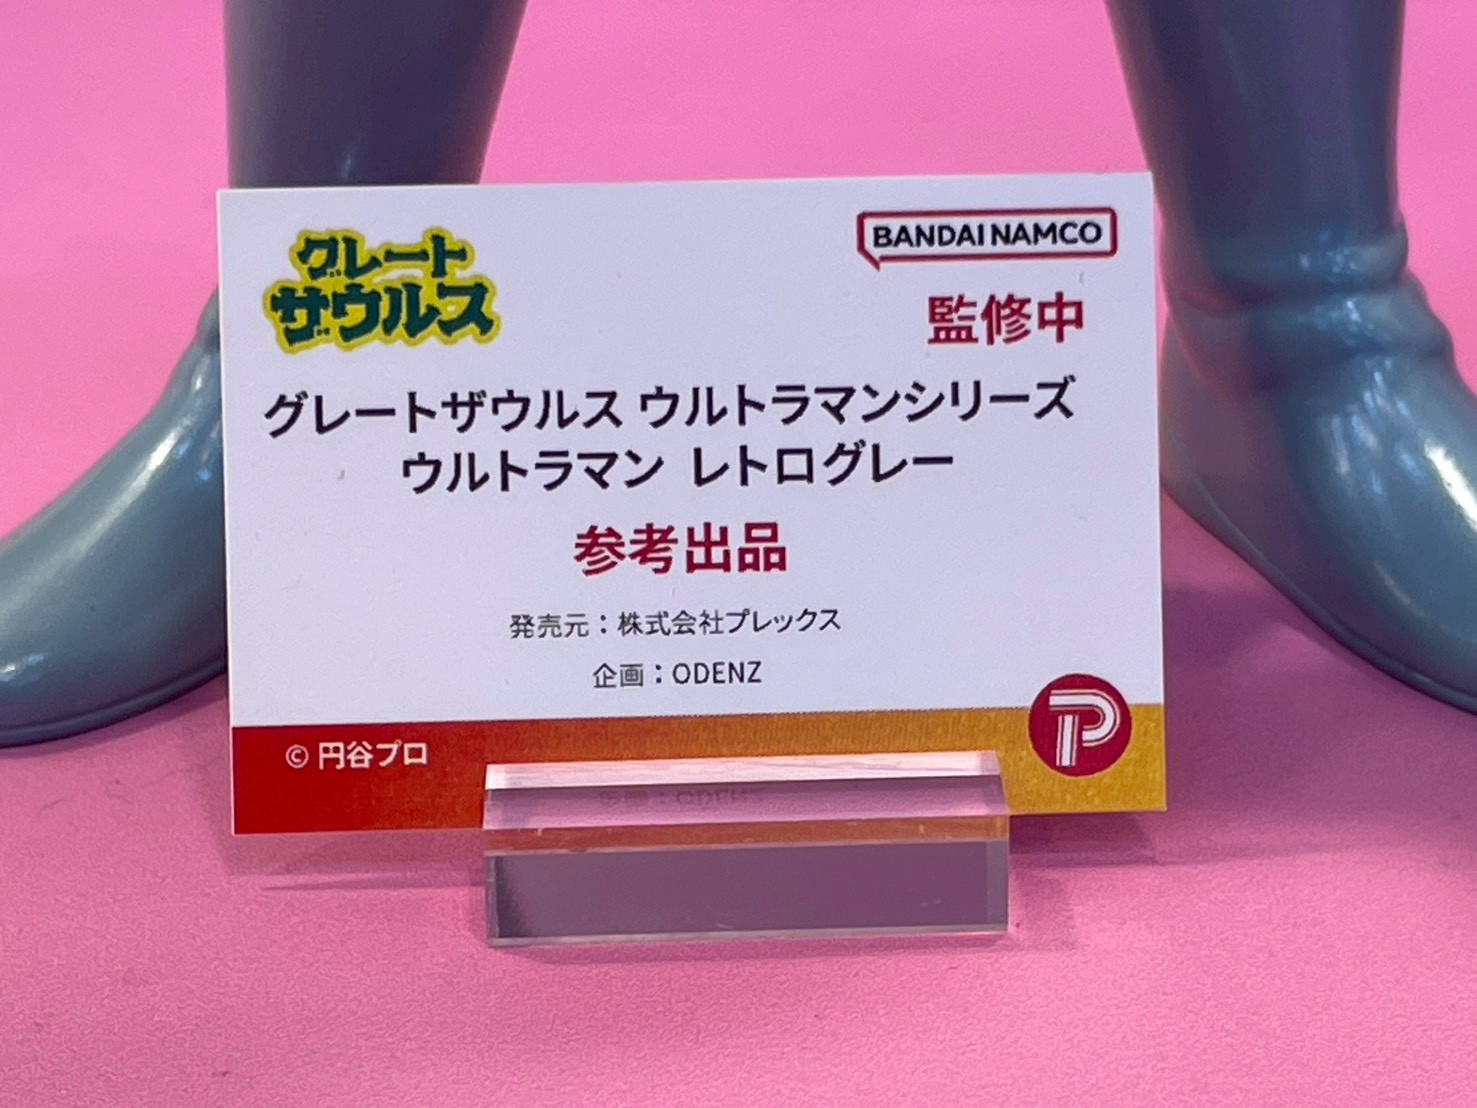 グレート
ザウルス
BANDAI NAMCO
監修中
グレートザウルス ウルトラマンシリーズ
ウルトラマン レトログレー
参考出品
発売元：株式会社プレックス
企画：ODENZ
© 円谷プロ
P